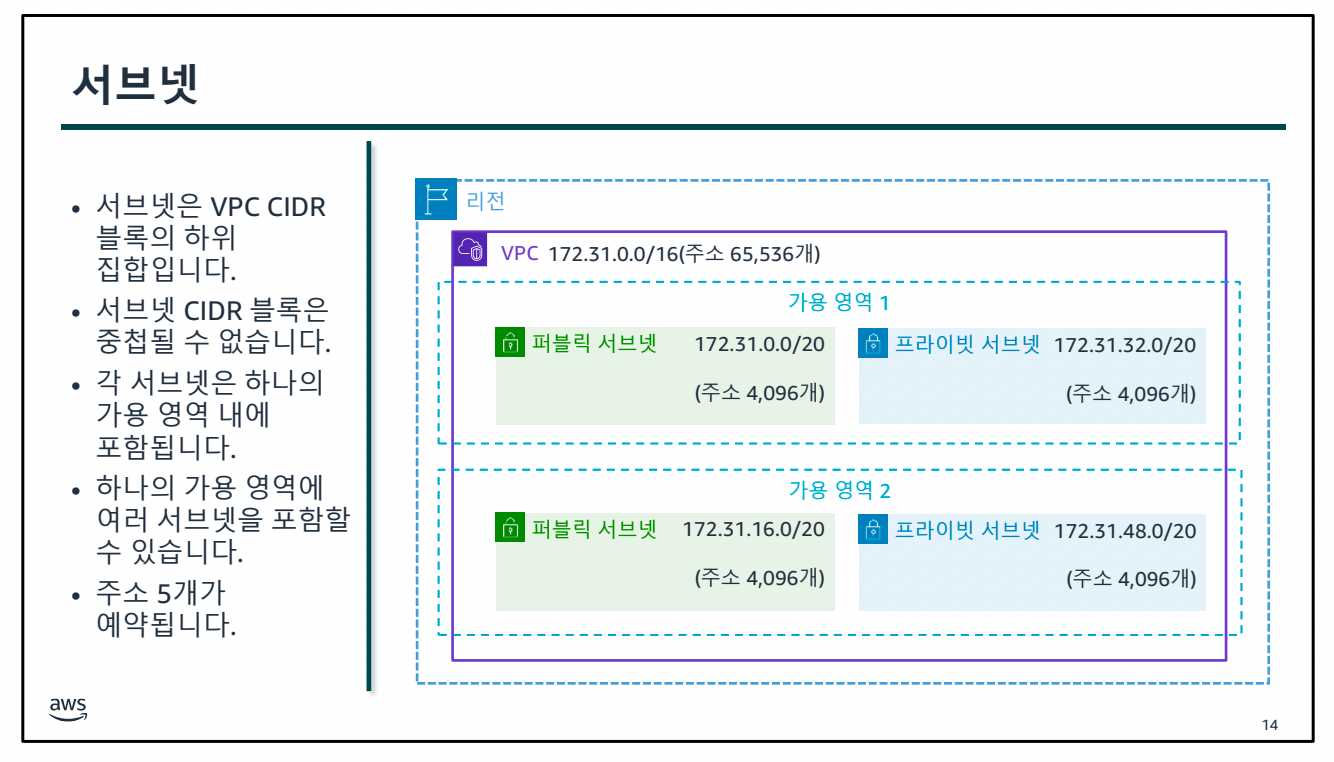 서브넷
• 서브넷은 VPC CIDR
블록의 하위
집합입니다.
• 서브넷 CIDR 블록은
중첩될 수 없습니다.
• 각 서브넷은 하나의
가용 영역 내에
포함됩니다.
• 하나의 가용 영역에
여러 서브넷을 포함할
수 있습니다.
• 주소 5개가
예약됩니다.
리전
VPC 172.31.0.0/16(주소 65,536개)
가용 영역 1
퍼블릭 서브넷 172.31.0.0/20
(주소 4,096개)
프라이빗 서브넷 172.31.32.0/20
(주소 4,096개)
가용 영역 2
퍼블릭 서브넷 172.31.16.0/20
(주소 4,096개)
프라이빗 서브넷 172.31.48.0/20
(주소 4,096개)
aws
14